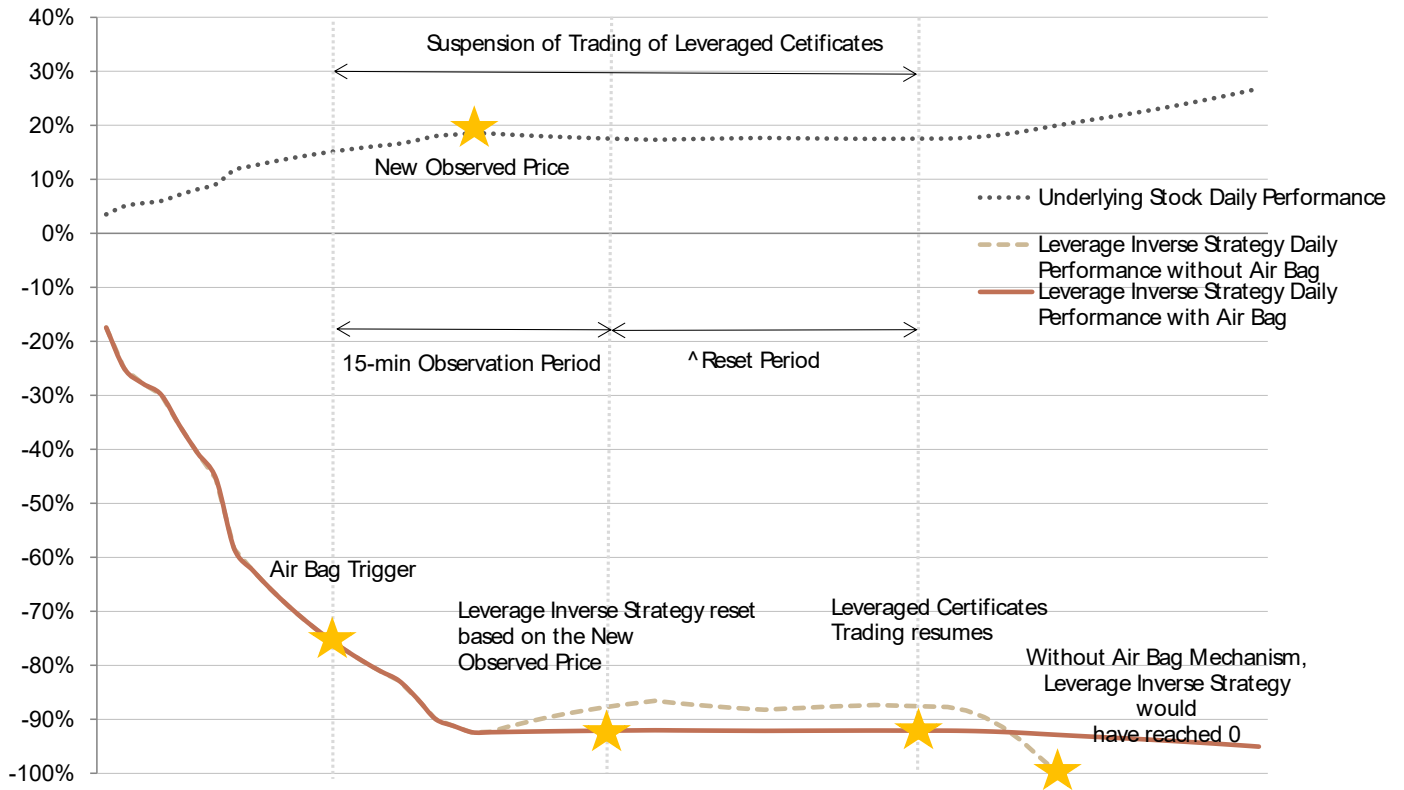 40%
Suspension of Trading of Leveraged Cetificates
30%
20%
New Observed Price
10%
Underlying Stock Daily Performance
0%
Leverage Inverse Strategy Daily
Performance without Air Bag
-10%
Leverage Inverse Strategy Daily
Performance with Air Bag
-20%
15-min Observation Period
^Reset Period
-30%
-40%
-50%
-60%
Air Bag Trigger
-70%
Leverage Inverse Strategy reset
based on the New
Observed Price
Leveraged Certificates
Trading resumes
-80%
Without Air Bag Mechanism,
Leverage Inverse Strategy
would
have reached 0
-90%
-100%